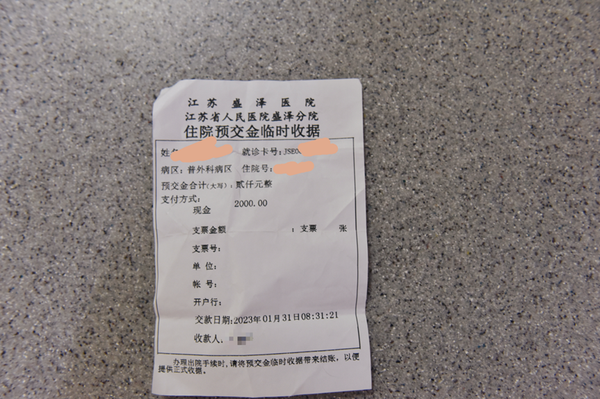 江苏盛泽医院
江苏省人民医院盛泽分院
住院预交金临时收据
姓名 就诊卡号:JSE0
病区:普外科病区 住院号:
预交金合计(大写):贰仟元整
支付方式:
现金 2000.00
支票金额 :支票 张
支票号:
单位:
帐号:
开户行:
交款日期:2023年01月31日08:31:21
收款人:
办理出院手续时,请将预交金临时收据带来结账,以便
提供正式收据。